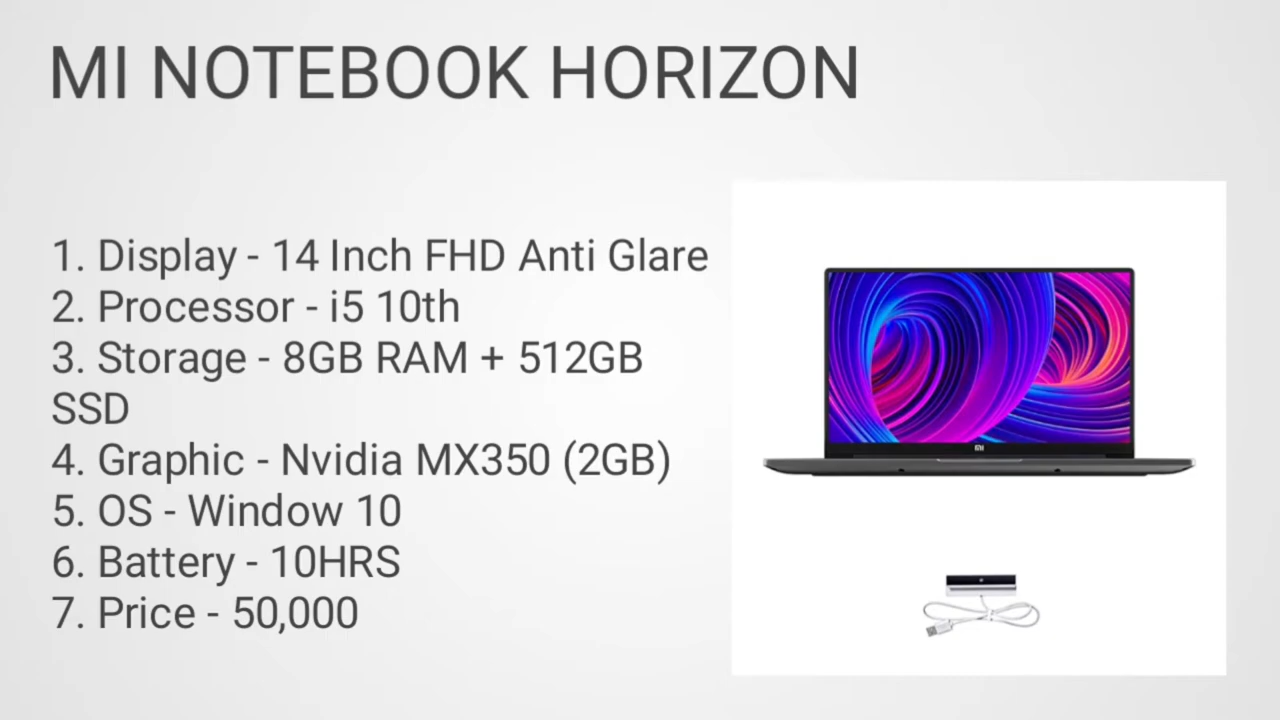 MI NOTEBOOK HORIZON
1. Display - 14 Inch FHD Anti Glare
2. Processor - i5 10th
3. Storage - 8GB RAM + 512GB
SSD
4. Graphic - Nvidia MX350 (2GB)
5. OS - Window 10
6. Battery - 10HRS
7. Price - 50,000
mi